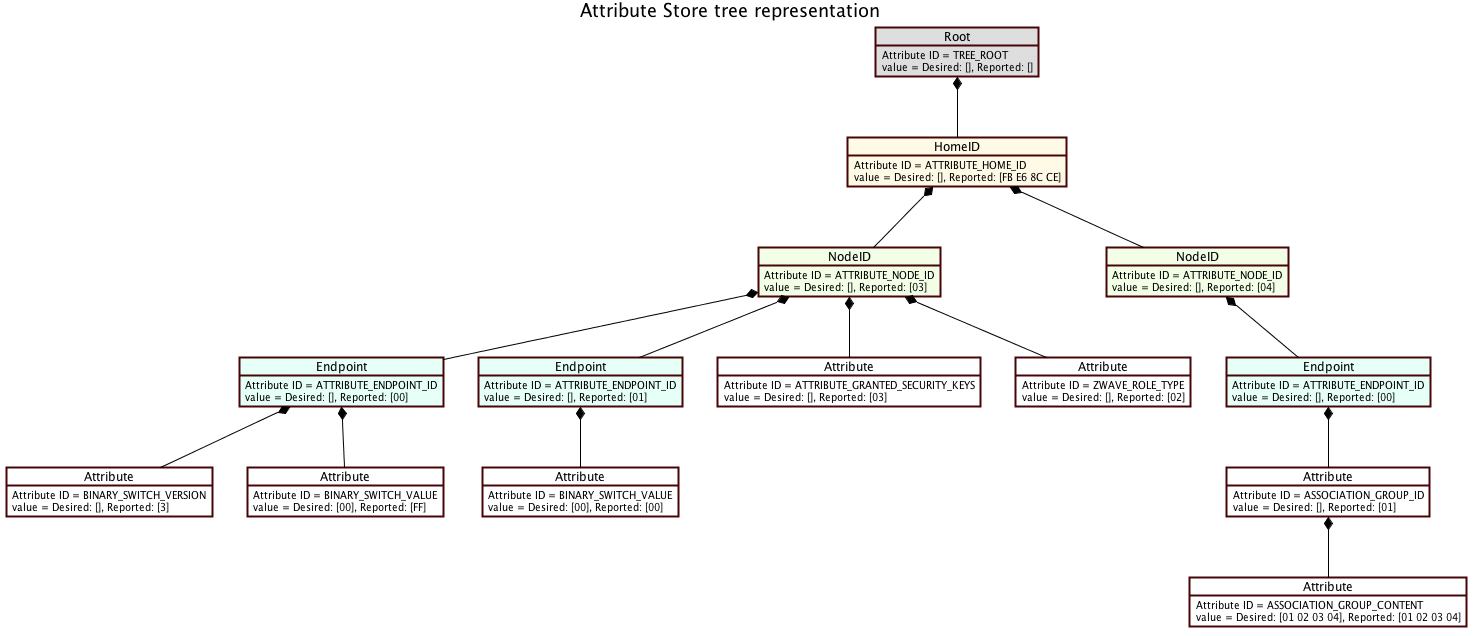 Attribute Store tree representation
Root
Attribute ID = TREE_ROOT
value = Desired: [], Reported: []
HomeID
Attribute ID = ATTRIBUTE_HOME_ID
value = Desired: [], Reported: [FB E6 8C CE]
NodeID
Attribute ID = ATTRIBUTE_NODE_ID
value = Desired: [], Reported: [03]
NodeID
Attribute ID = ATTRIBUTE_NODE_ID
value = Desired: [], Reported: [04]
Endpoint
Attribute ID = ATTRIBUTE_ENDPOINT_ID
value = Desired: [], Reported: [00]
Endpoint
Attribute ID = ATTRIBUTE_ENDPOINT_ID
value = Desired: [], Reported: [01]
Attribute
Attribute ID = ATTRIBUTE_GRANTED_SECURITY_KEYS
value = Desired: [], Reported: [03]
Attribute
Attribute ID = ZWAVE_ROLE_TYPE
value = Desired: [], Reported: [02]
Endpoint
Attribute ID = ATTRIBUTE_ENDPOINT_ID
value = Desired: [], Reported: [00]
Attribute
Attribute ID = BINARY_SWITCH_VERSION
value = Desired: [], Reported: [3]
Attribute
Attribute ID = BINARY_SWITCH_VALUE
value = Desired: [00], Reported: [FF]
Attribute
Attribute ID = BINARY_SWITCH_VALUE
value = Desired: [00], Reported: [00]
Attribute
Attribute ID = ASSOCIATION_GROUP_ID
value = Desired: [], Reported: [01]
Attribute
Attribute ID = ASSOCIATION_GROUP_CONTENT
value = Desired: [01 02 03 04], Reported: [01 02 03 04]